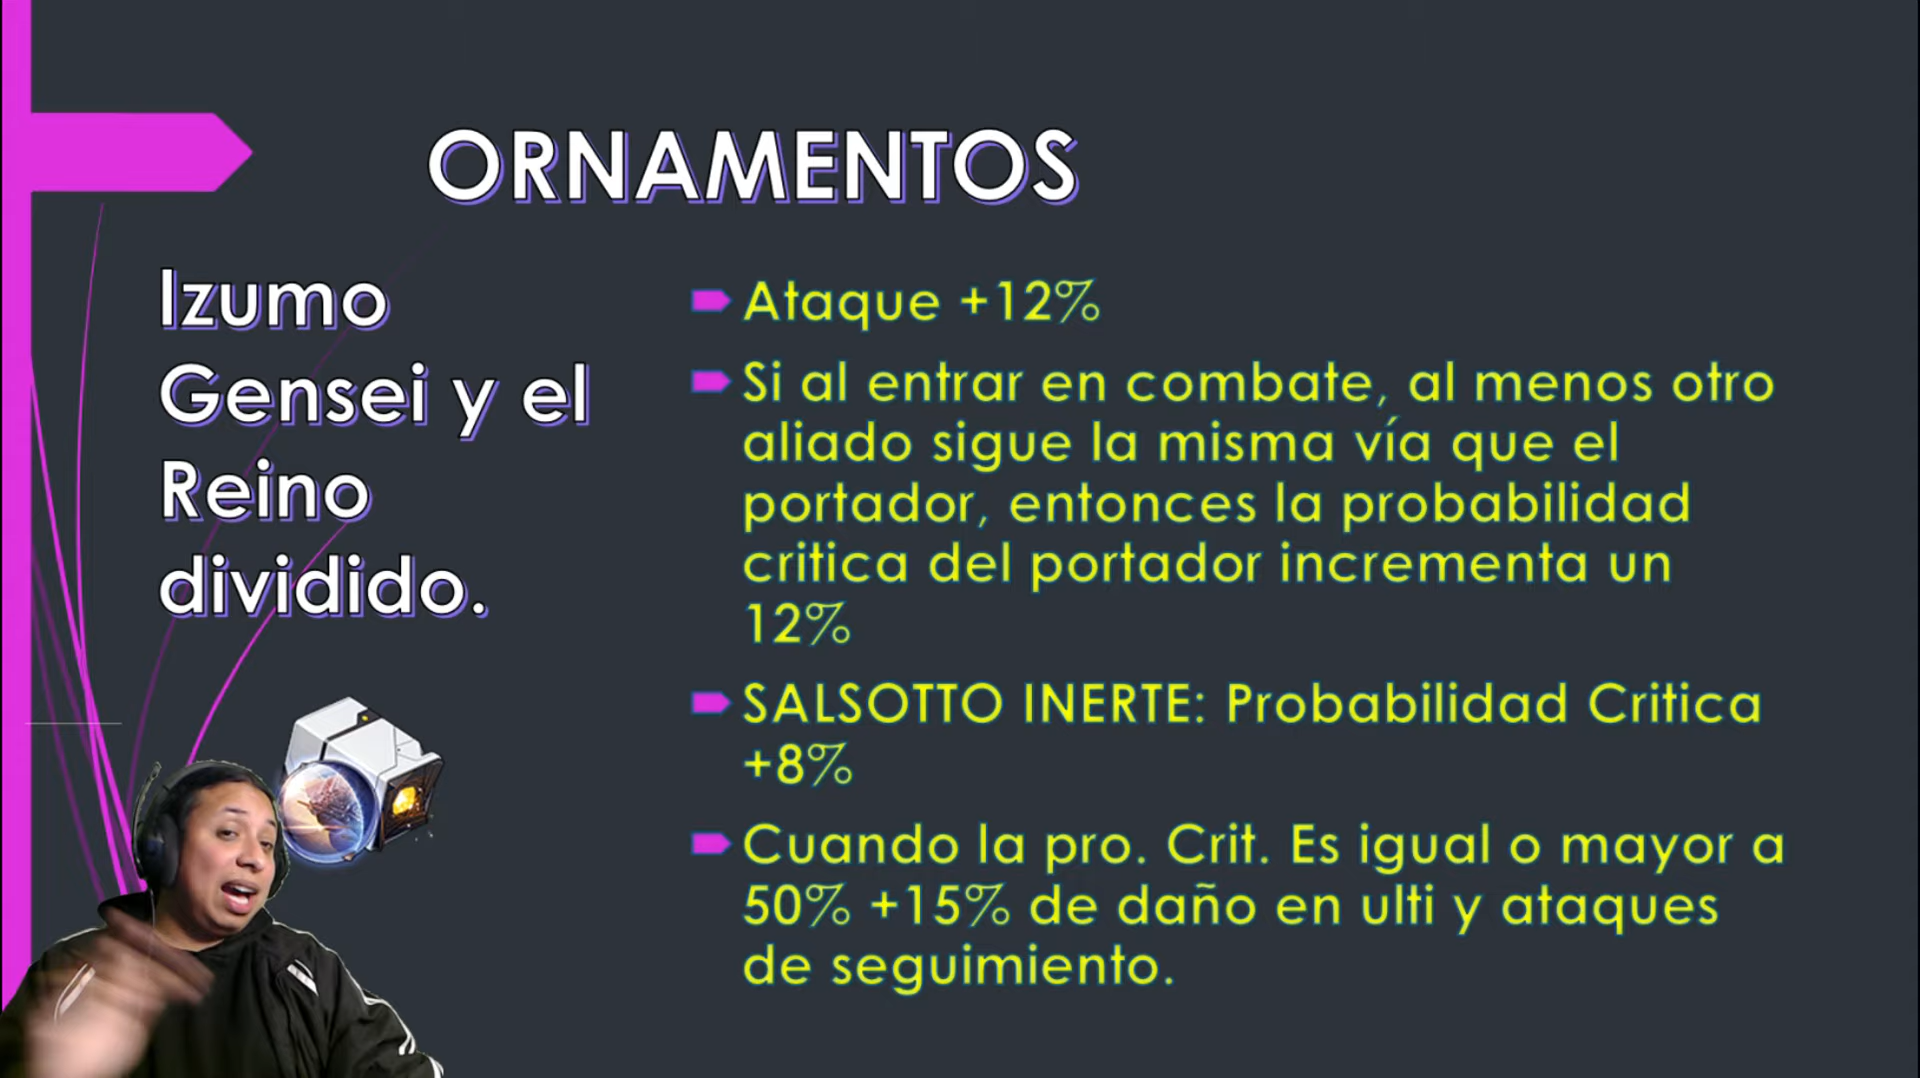 ORNAMENTOS
Izumo
Gensei y el
Reino
dividido.
Ataque +12%
Si al entrar en combate, al menos otro
aliado sigue la misma vía que el
portador, entonces la probabilidad
critica del portador incrementa un
12%
SALSOTTO INERTE: Probabilidad Critica
+8%
Cuando la pro. Crit. Es igual o mayor a
50% +15% de daño en ulti y ataques
de seguimiento.